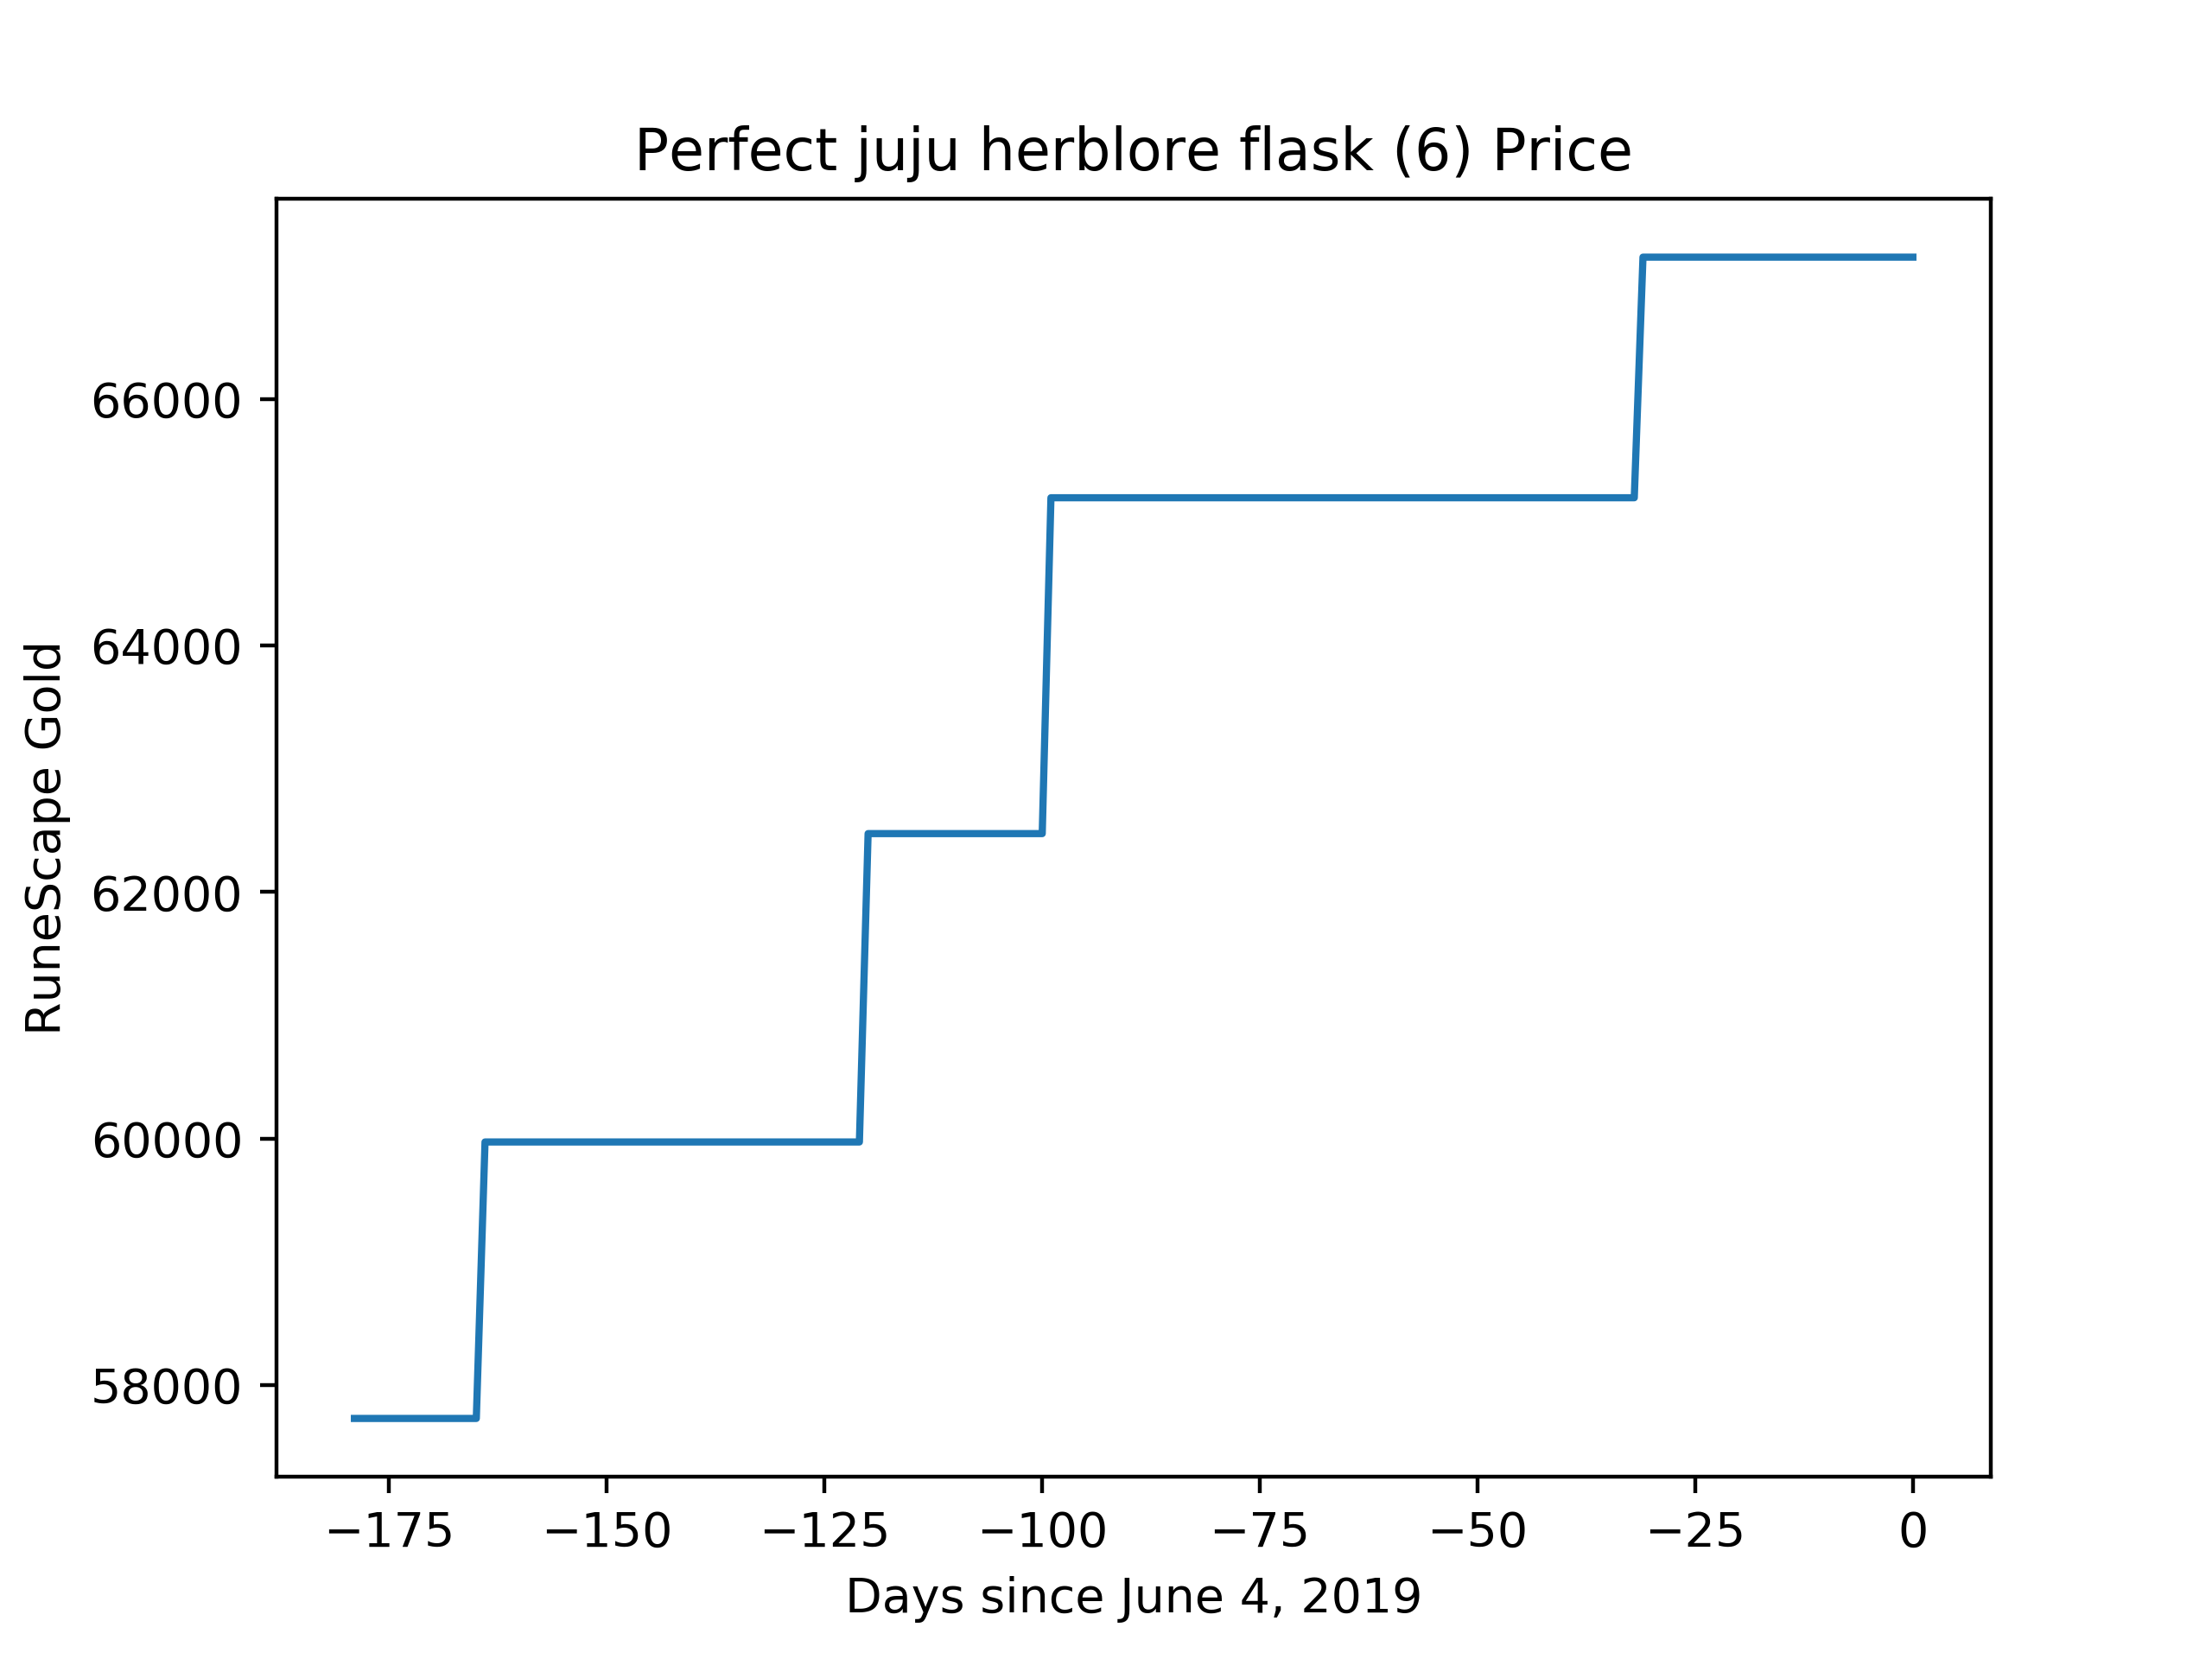 Perfect juju herblore flask (6) Price
RuneScape Gold
66000
64000
62000
60000
58000
−175 −150 −125 −100 −75 −50 −25 0
Days since June 4, 2019